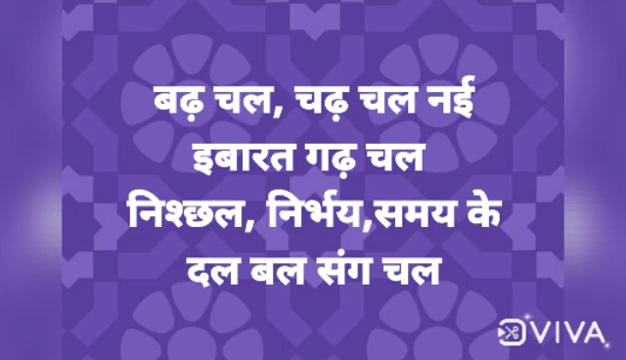 बढ़ चल, चढ़ चल नई
इबारत गढ़ चल
निश्छल, निर्भय,समय के
दल बल संग चल
VIVA